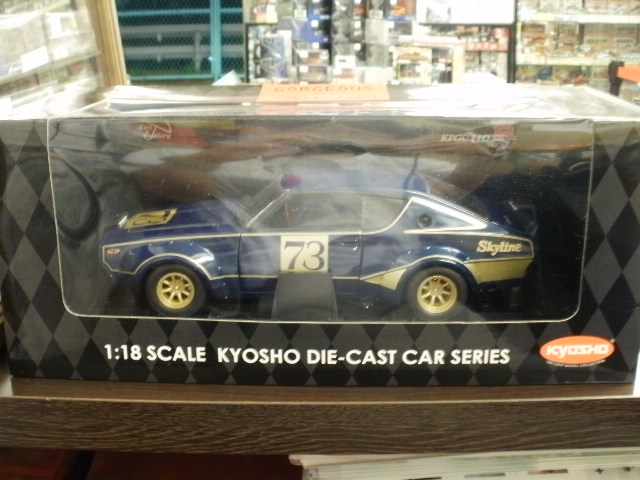 GORGEOUS
KPGC110
73
Skyline
1:18 SCALE KYOSHO DIE-CAST CAR SERIES
KYOSHO